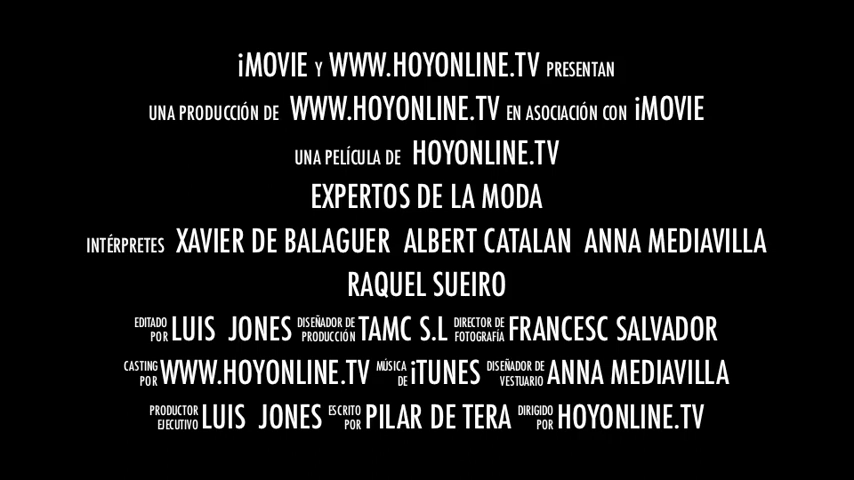 iMOVIE Y WWW.HOYONLINE.TV PRESENTAN
UNA PRODUCCIÓN DE WWW.HOYONLINE.TV EN ASOCIACIÓN CON iMOVIE
UNA PELÍCULA DE HOYONLINE.TV
EXPERTOS DE LA MODA
INTÉRPRETES XAVIER DE BALAGUER ALBERT CATALAN ANNA MEDIAVILLA
RAQUEL SUEIRO
EDITADO POR LUIS JONES DISEÑADOR DE PRODUCCIÓN TAMC S.L DIRECTOR DE FOTOGRAFÍA FRANCESC SALVADOR
CASTING POR WWW.HOYONLINE.TV MÚSICA DE iTUNES DISEÑADOR DE VESTUARIO ANNA MEDIAVILLA
PRODUCTOR EJECUTIVO LUIS JONES ESCRITO POR PILAR DE TERA DIRIGIDO POR HOYONLINE.TV